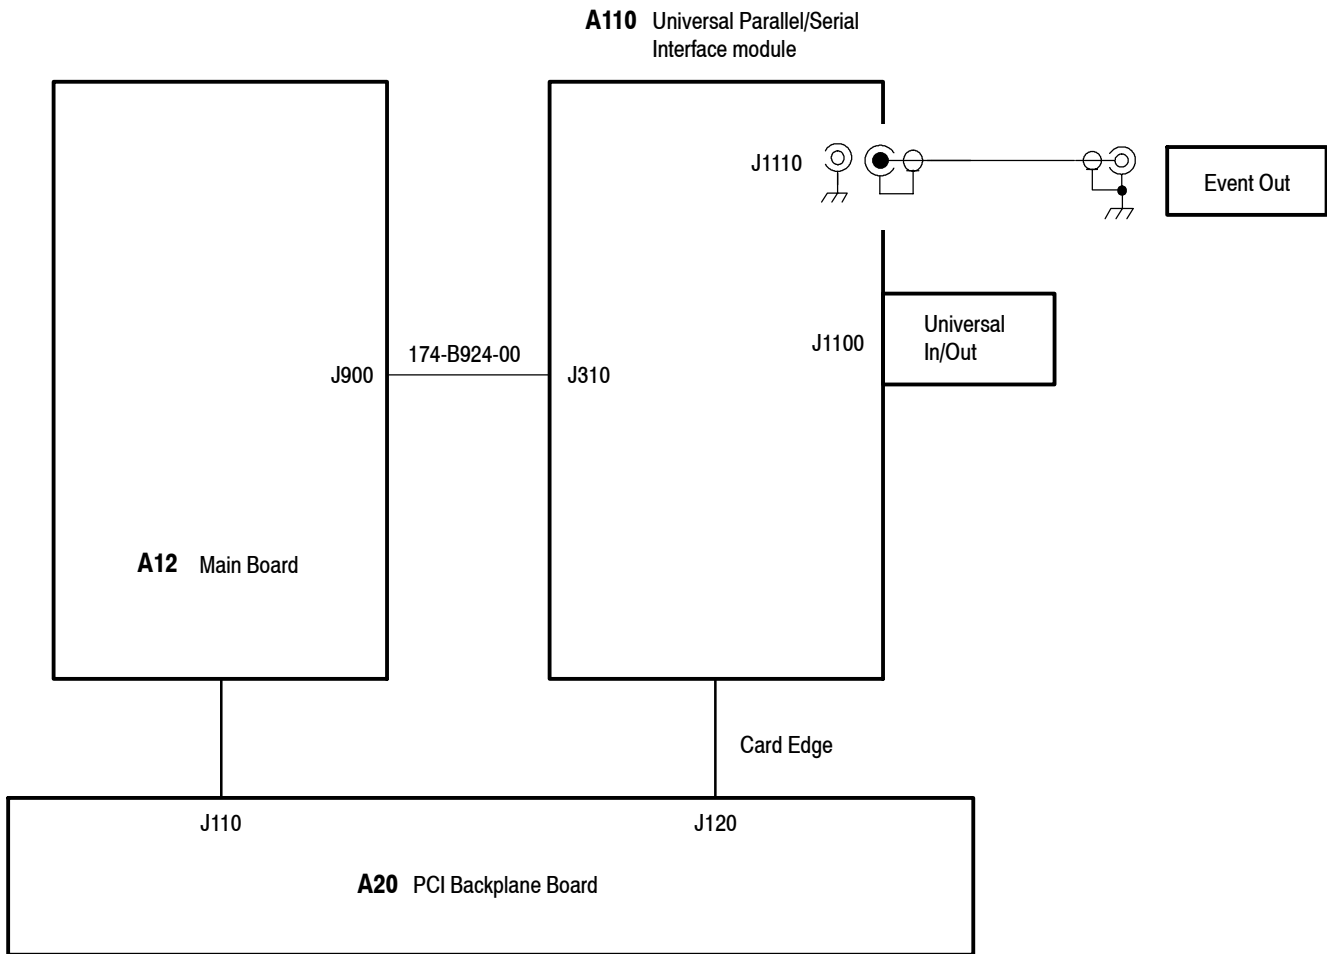 A110 Universal Parallel/Serial
Interface module
J1110
Event Out
Universal
In/Out
J1100
174-B924-00
J900
J310
A12 Main Board
Card Edge
J110
J120
A20 PCI Backplane Board